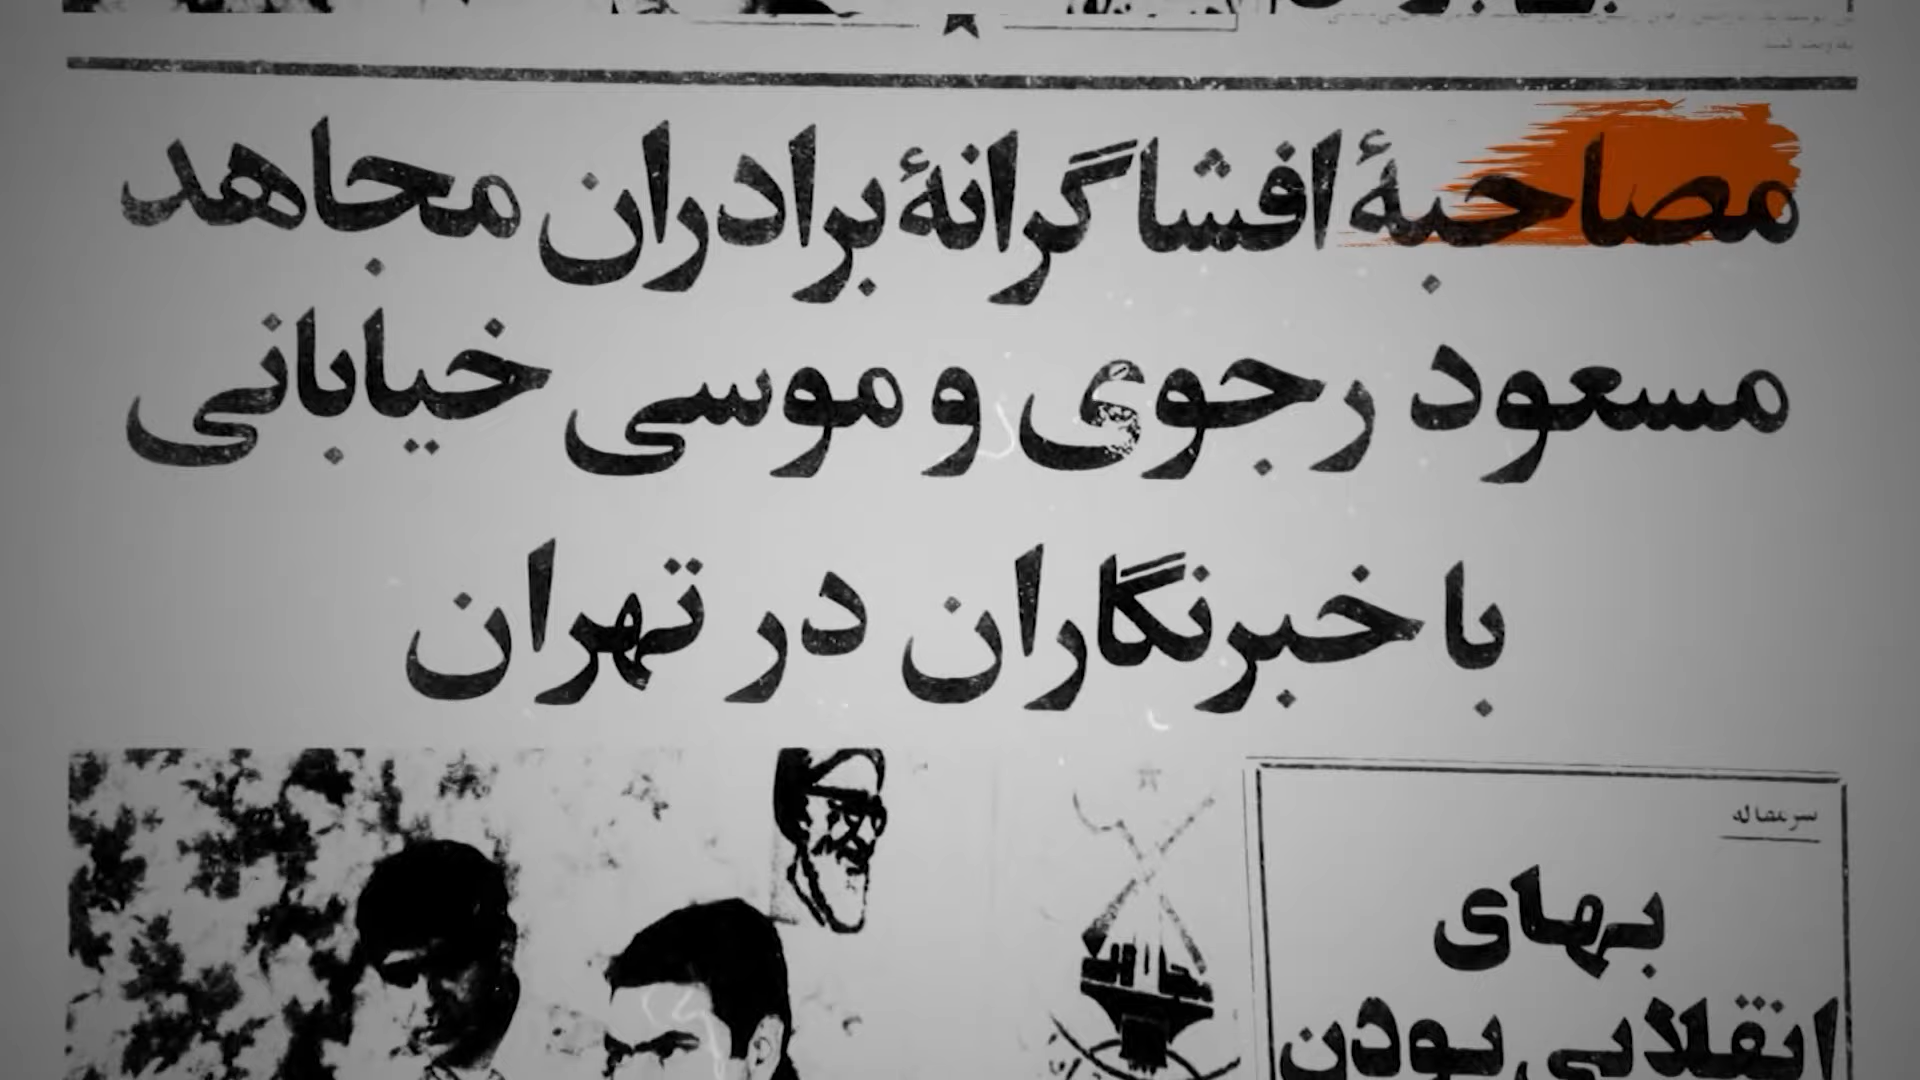 مصاحبهٔ افشاگرانهٔ برادران مجاهد
مسعود رجوی و موسی خیابانی
با خبرنگاران در تهران
سرمقاله
بهای
انقلابی بودن